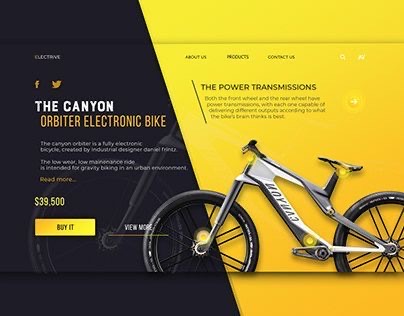 ELECTRIVE
ABOUT US PRODUCTS CONTACT US
THE CANYON
ORBITER ELECTRONIC BIKE
The canyon orbiter is a fully electronic
bicycle, created by industrial designer daniel frintz.
The low wear, low mainenance ride
is intended for gravity biking in an urban environment.
Read more...
$39,500
BUY IT VIEW MORE
THE POWER TRANSMISSIONS
Both the front wheel and the rear wheel have
power transmissions, with each one capable of
delivering different outputs according to what
the bike's brain thinks is best.
CANYON